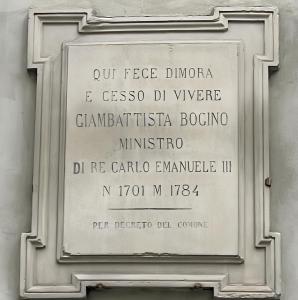 QUI FECE DIMORA
E CESSO DI VIVERE
GIAMBATTISTA BOGINO
MINISTRO
DI RE CARLO EMANUELE III
N 1701 M 1784
PER DECRETO DEL COMUNE